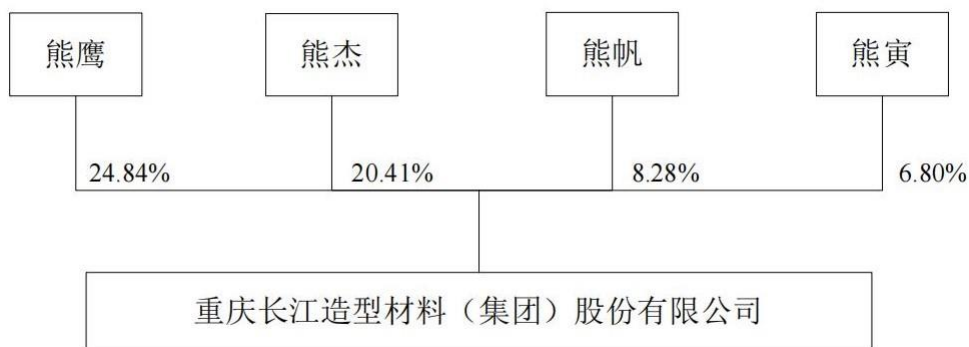 熊鹰
熊杰
熊帆
熊寅
24.84%
20.41%
8.28%
6.80%
重庆长江造型材料（集团）股份有限公司